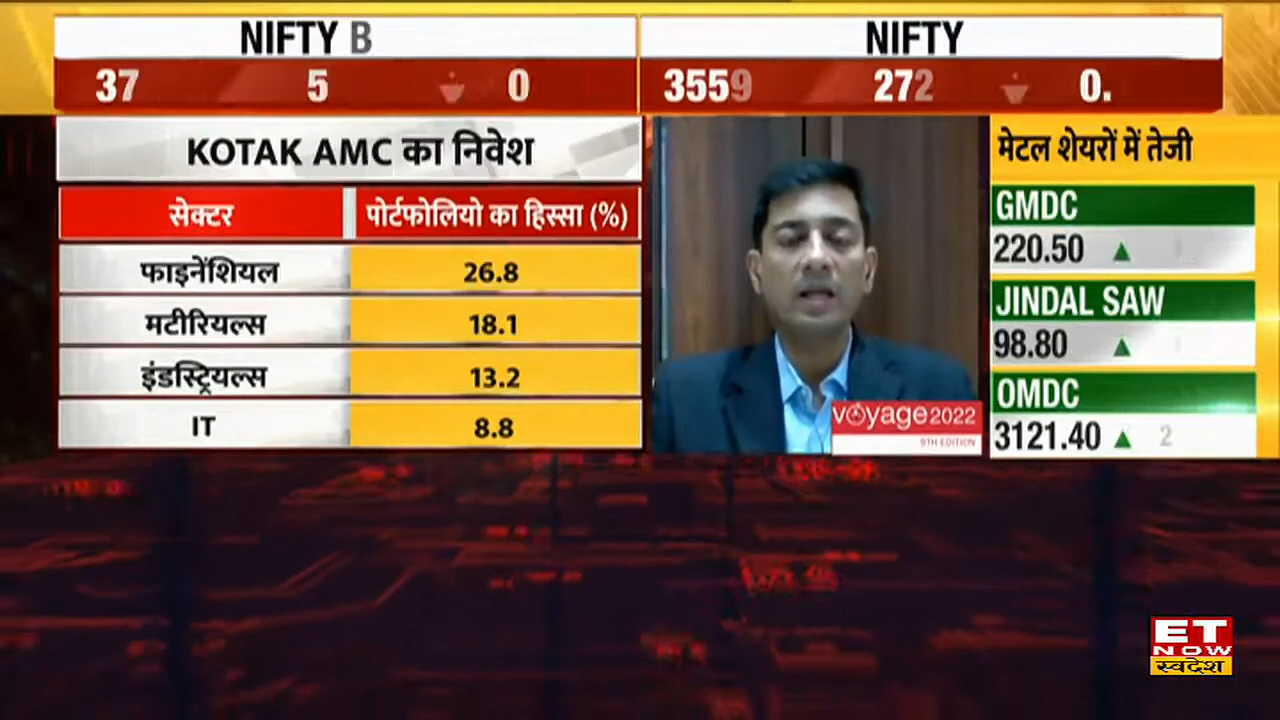 NIFTY B
37 5 0
NIFTY
3559 272 0.
KOTAK AMC का निवेश
सेक्टर पोर्टफोलियो का हिस्सा (%)
फाइनेंशियल 26.8
मटीरियल्स 18.1
इंडस्ट्रियल्स 13.2
IT 8.8
voyage2022
9TH EDITION
मेटल शेयरों में तेजी
GMDC
220.50
JINDAL SAW
98.80
OMDC
3121.40 2
ET
NOW
स्वदेश